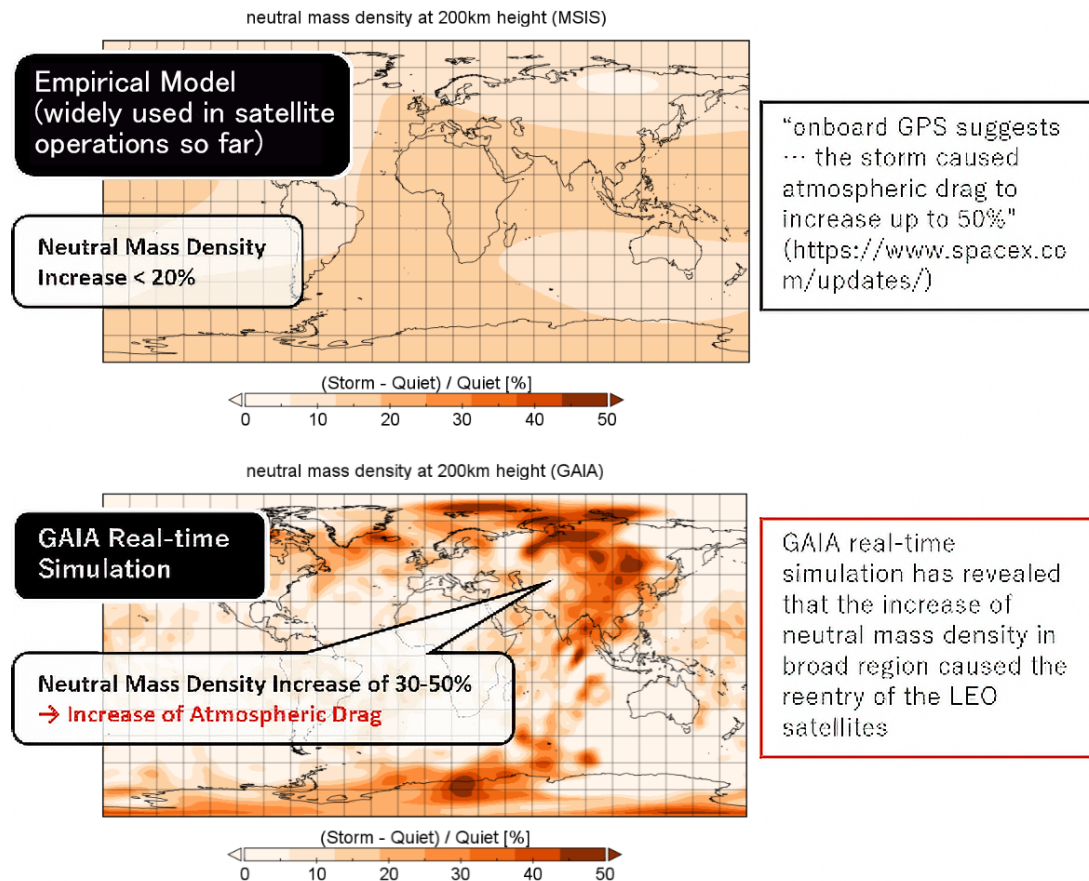 neutral mass density at 200km height (MSIS)
Empirical Model
(widely used in satellite
operations so far)
Neutral Mass Density
Increase < 20%
"onboard GPS suggests
… the storm caused
atmospheric drag to
increase up to 50%"
(https://www.spacex.co
m/updates/)
(Storm - Quiet) / Quiet [%]
0 10 20 30 40 50
neutral mass density at 200km height (GAIA)
GAIA Real-time
Simulation
Neutral Mass Density Increase of 30-50%
→ Increase of Atmospheric Drag
GAIA real-time
simulation has revealed
that the increase of
neutral mass density in
broad region caused the
reentry of the LEO
satellites
(Storm - Quiet) / Quiet [%]
0 10 20 30 40 50